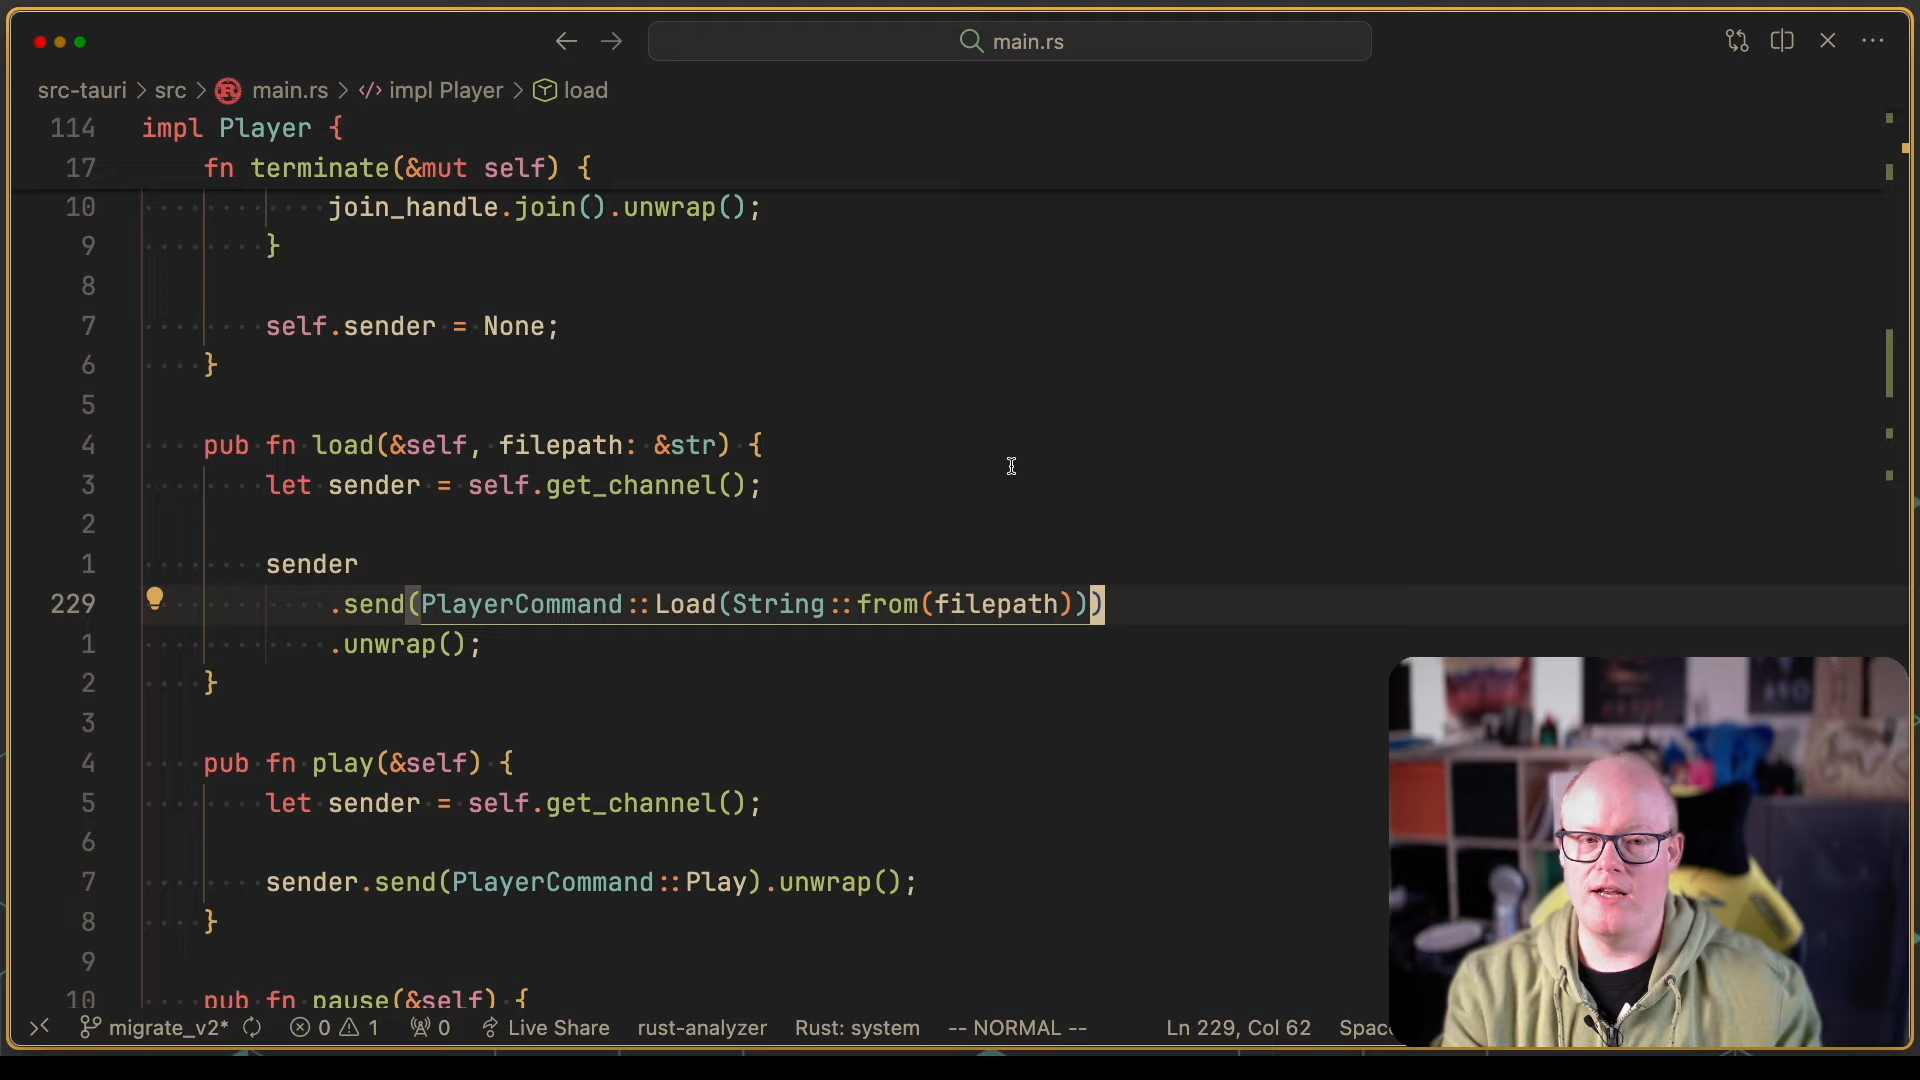 main.rs
src-tauri > src > main.rs > </> impl Player > load
114 impl Player {
17 fn terminate(&mut self) {
10 join_handle.join().unwrap();
9 }
8
7 self.sender = None;
6 }
5
4 pub fn load(&self, filepath: &str) {
3 let sender = self.get_channel();
2
1 sender
229 .send(PlayerCommand::Load(String::from(filepath)))
1 .unwrap();
2 }
3
4 pub fn play(&self) {
5 let sender = self.get_channel();
6
7 sender.send(PlayerCommand::Play).unwrap();
8 }
9
10 pub fn pause(&self) {
migrate_v2* 0 1 0 Live Share rust-analyzer Rust: system -- NORMAL -- Ln 229, Col 62 Spac